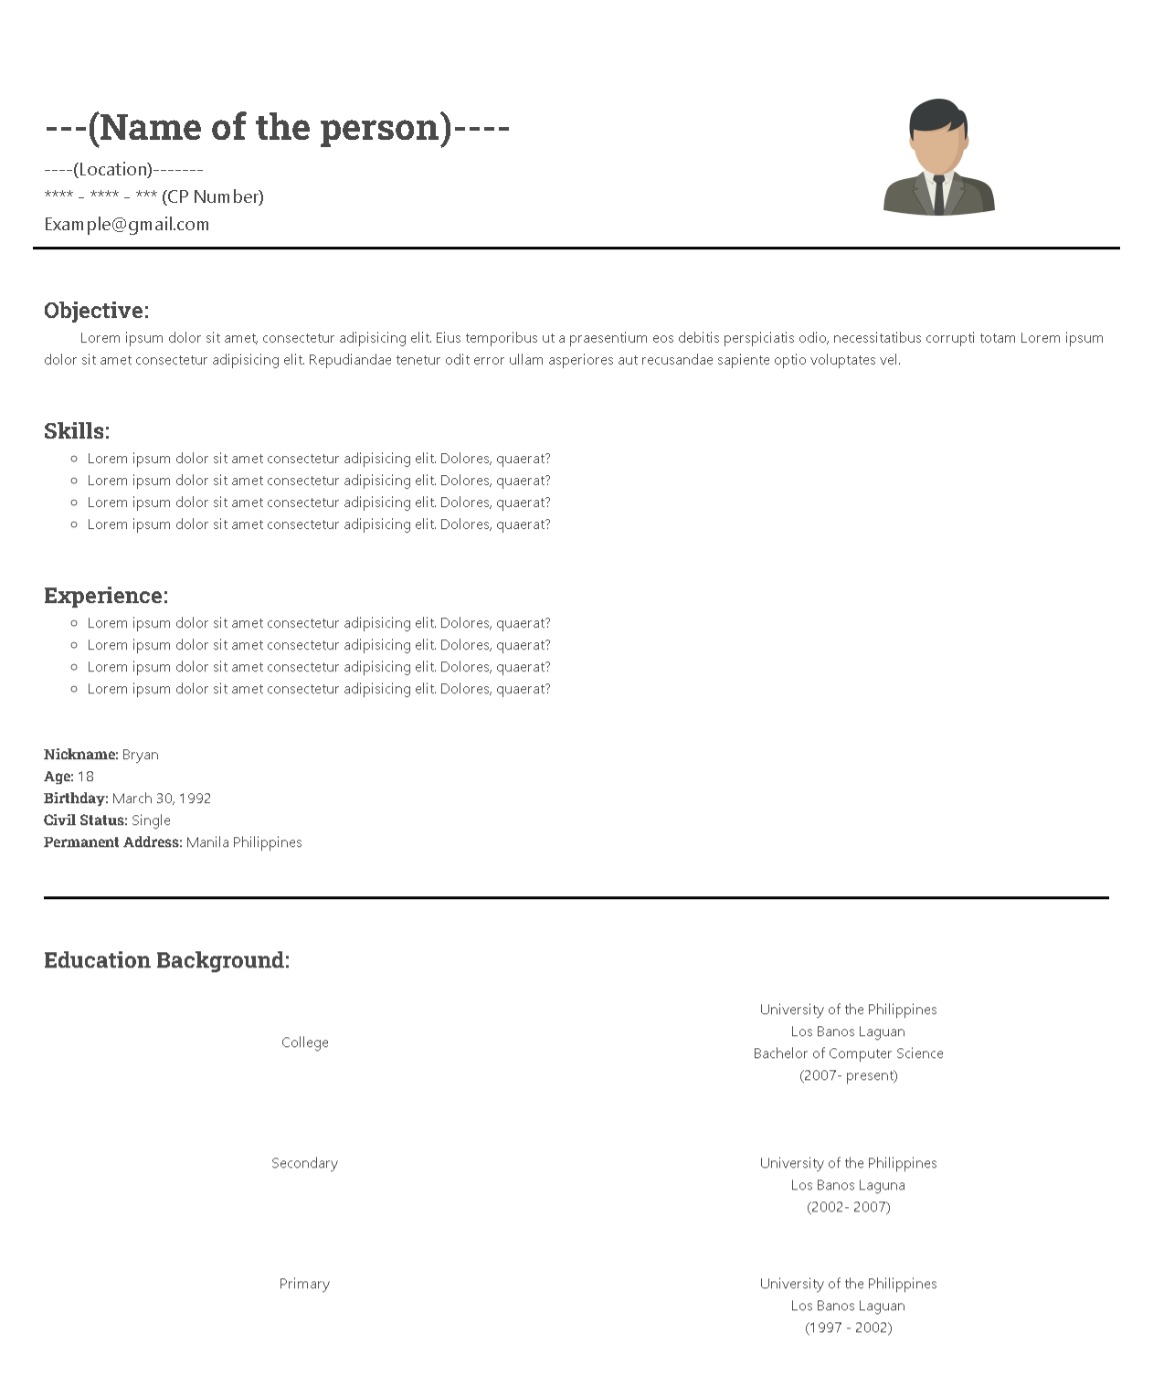 ---(Name of the person)----
----(Location)-------
**** - **** - *** (CP Number)
Example@gmail.com
Objective:
Lorem ipsum dolor sit amet, consectetur adipisicing elit. Eius temporibus ut a praesentium eos debitis perspiciatis odio, necessitatibus corrupti totam Lorem ipsum
dolor sit amet consectetur adipisicing elit. Repudiandae tenetur odit error ullam asperiores aut recusandae sapiente optio voluptates vel.
Skills:
Lorem ipsum dolor sit amet consectetur adipisicing elit. Dolores, quaerat?
Lorem ipsum dolor sit amet consectetur adipisicing elit. Dolores, quaerat?
Lorem ipsum dolor sit amet consectetur adipisicing elit. Dolores, quaerat?
Lorem ipsum dolor sit amet consectetur adipisicing elit. Dolores, quaerat?
Experience:
Lorem ipsum dolor sit amet consectetur adipisicing elit. Dolores, quaerat?
Lorem ipsum dolor sit amet consectetur adipisicing elit. Dolores, quaerat?
Lorem ipsum dolor sit amet consectetur adipisicing elit. Dolores, quaerat?
Lorem ipsum dolor sit amet consectetur adipisicing elit. Dolores, quaerat?
Nickname: Bryan
Age: 18
Birthday: March 30, 1992
Civil Status: Single
Permanent Address: Manila Philippines
Education Background:
College
University of the Philippines
Los Banos Laguan
Bachelor of Computer Science
(2007- present)
Secondary
University of the Philippines
Los Banos Laguna
(2002- 2007)
Primary
University of the Philippines
Los Banos Laguan
(1997 - 2002)